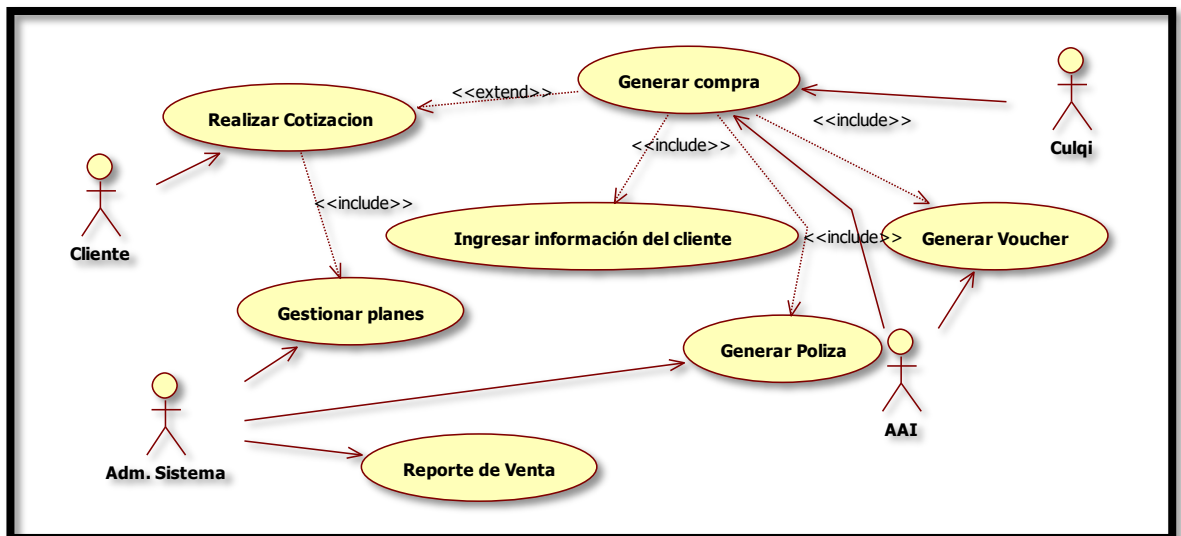 Generar compra
<<extend>>
Realizar Cotizacion
<<include>>
<<include>>
Culqi
Cliente
<<include>>
Ingresar información del cliente
<<include>>
Generar Voucher
Gestionar planes
Generar Poliza
AAI
Adm. Sistema
Reporte de Venta